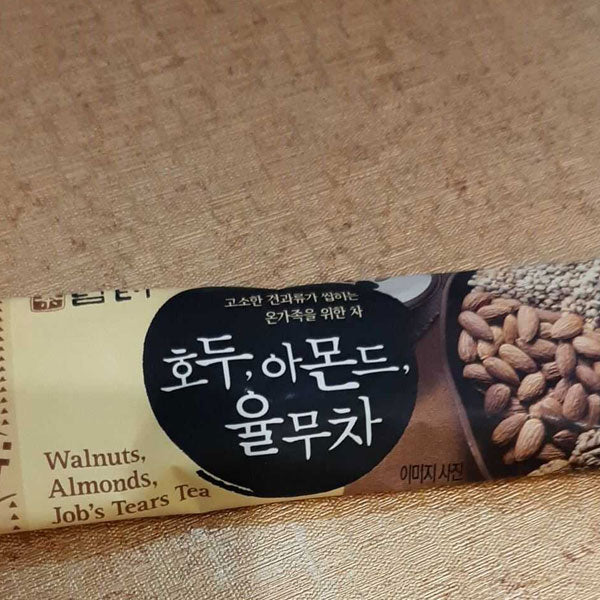 고소한 견과류가 씹히는
온가족을 위한 차
호두, 아몬드,
율무차
Walnuts,
Almonds,
Job's Tears Tea
이미지 사진